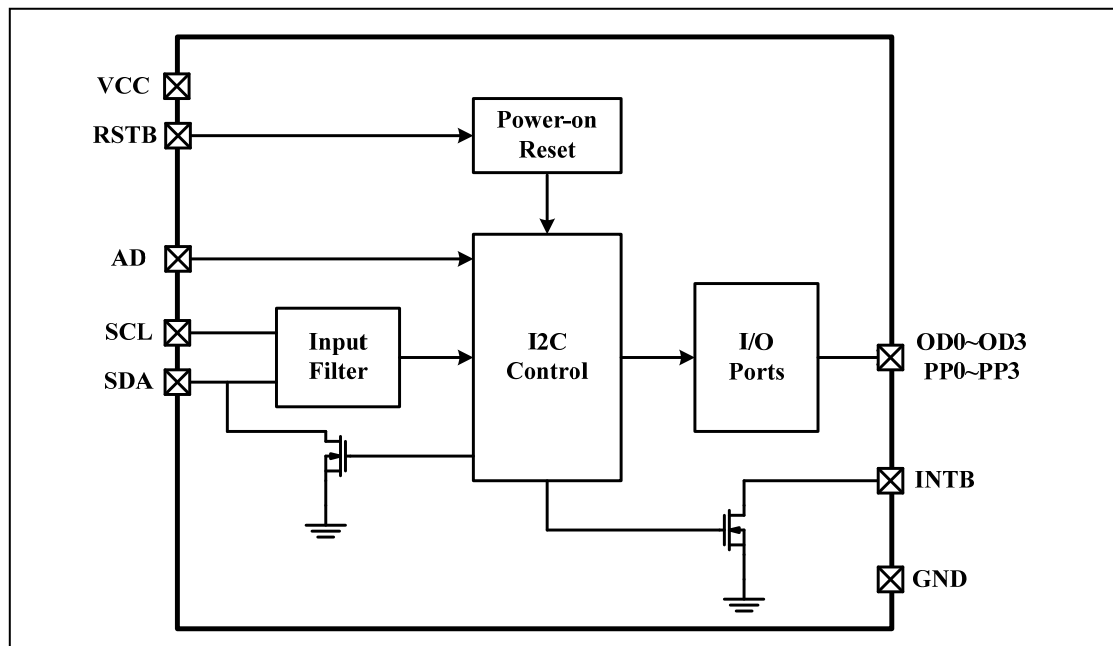 VCC
RSTB
Power-on
Reset
AD
SCL
SDA
Input
Filter
I2C
Control
I/O
Ports
OD0~OD3
PP0~PP3
INTB
GND